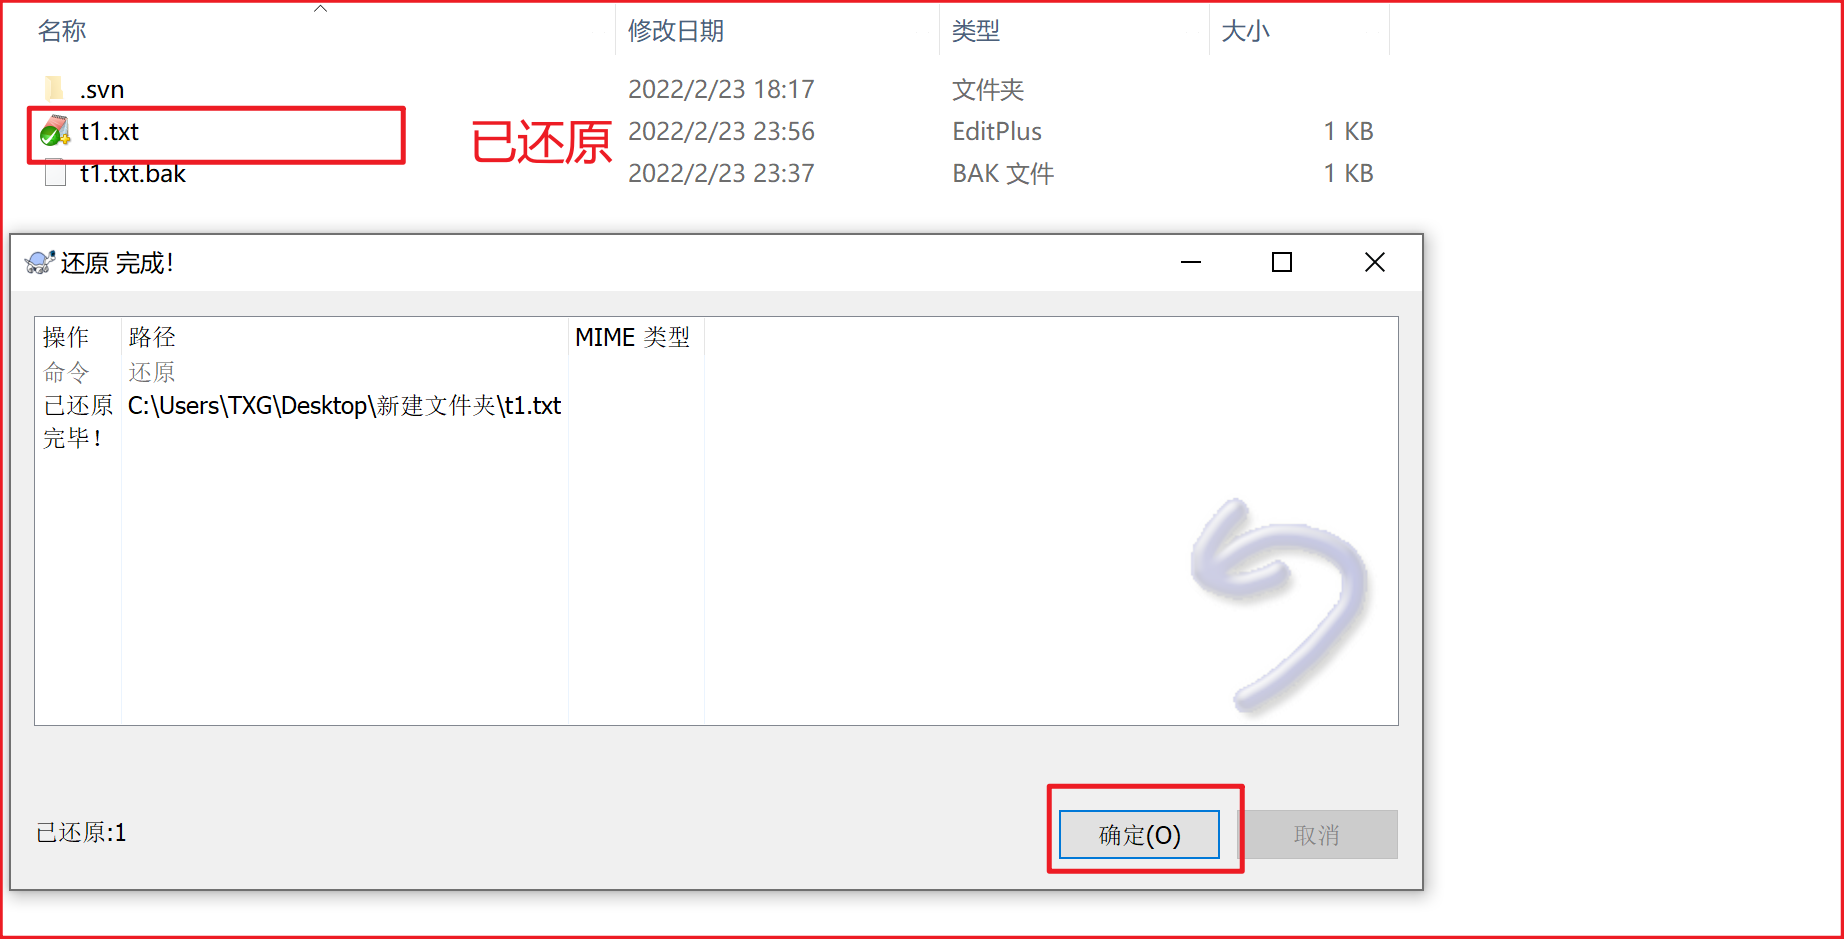 名称 修改日期 类型 大小
.svn 2022/2/23 18:17 文件夹
t1.txt 已还原 2022/2/23 23:56 EditPlus 1 KB
t1.txt.bak 2022/2/23 23:37 BAK 文件 1 KB
还原 完成!
操作 路径 MIME 类型
命令 还原
已还原 C:\Users\TXG\Desktop\新建文件夹\t1.txt
完毕!
已还原:1
确定(O) 取消